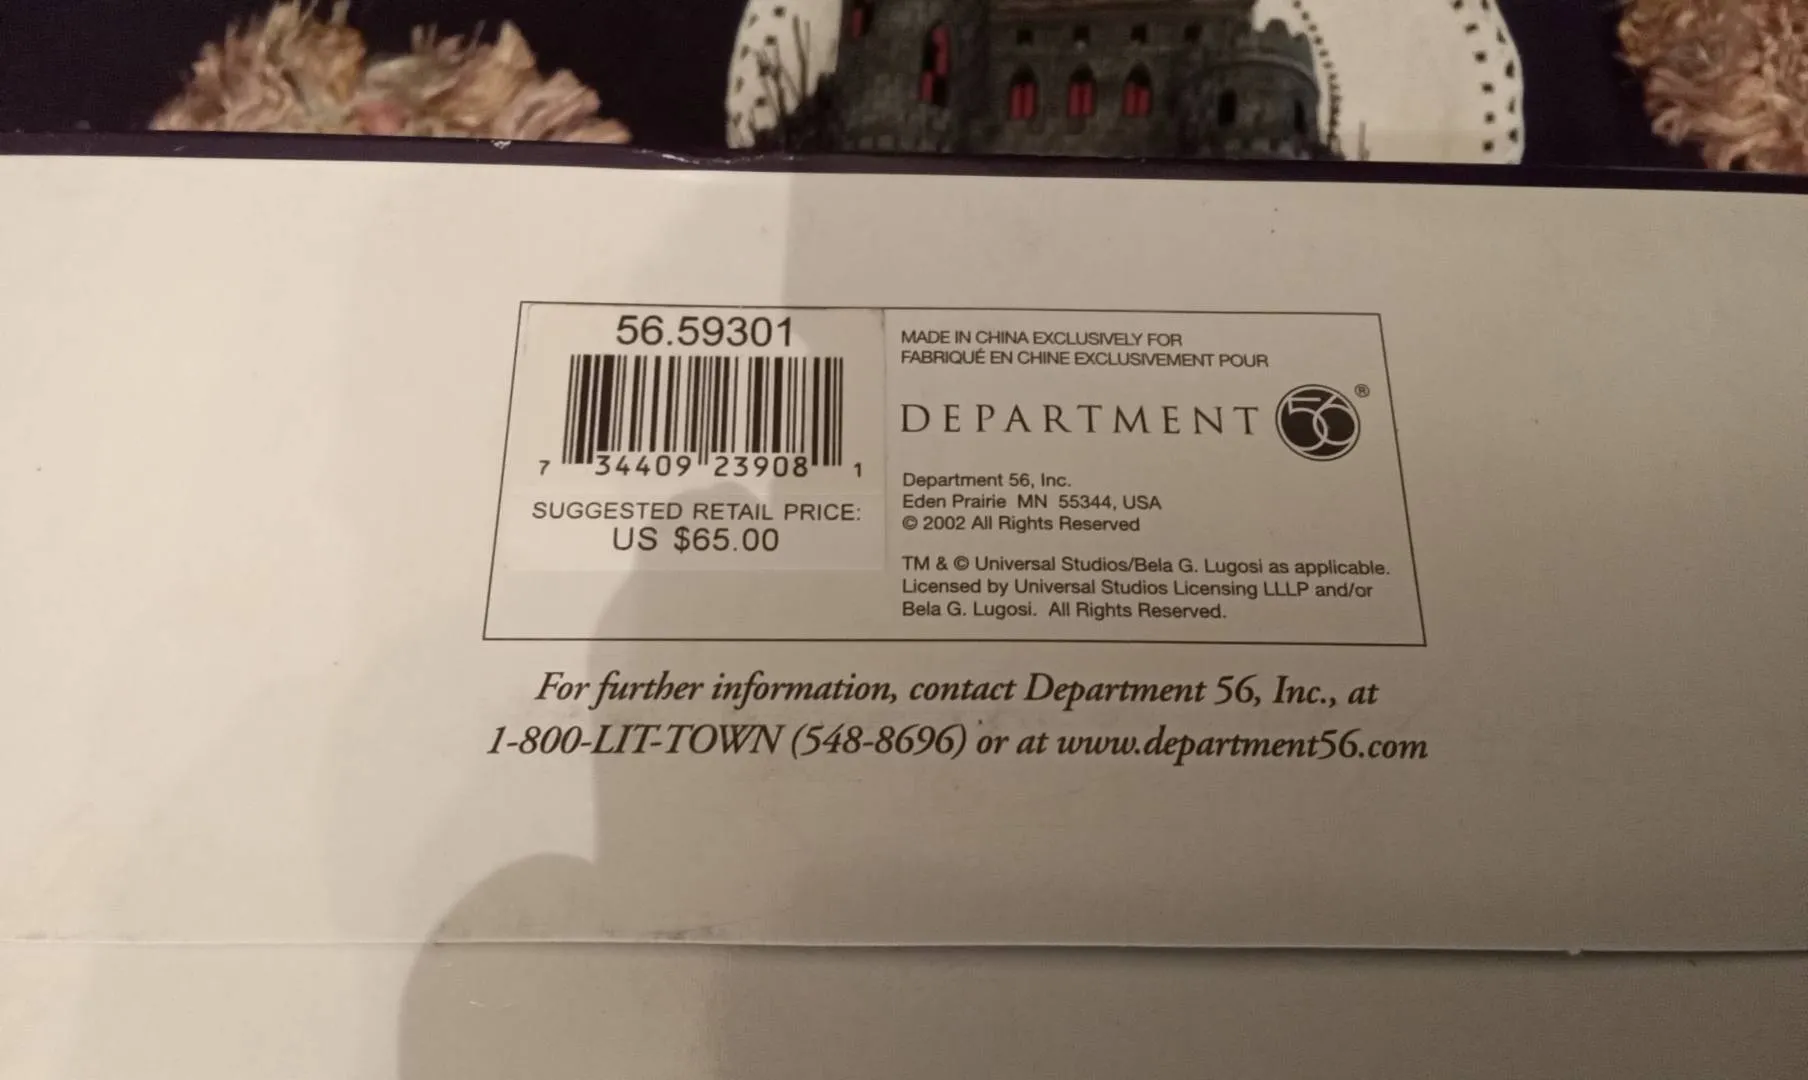 56.59301
7 34409 23908 1
SUGGESTED RETAIL PRICE:
US $65.00
MADE IN CHINA EXCLUSIVELY FOR
FABRIQUÉ EN CHINE EXCLUSIVEMENT POUR
DEPARTMENT 56®
Department 56, Inc.
Eden Prairie MN 55344, USA
© 2002 All Rights Reserved
TM & © Universal Studios/Bela G. Lugosi as applicable.
Licensed by Universal Studios Licensing LLLP and/or
Bela G. Lugosi. All Rights Reserved.
For further information, contact Department 56, Inc., at
1-800-LIT-TOWN (548-8696) or at www.department56.com